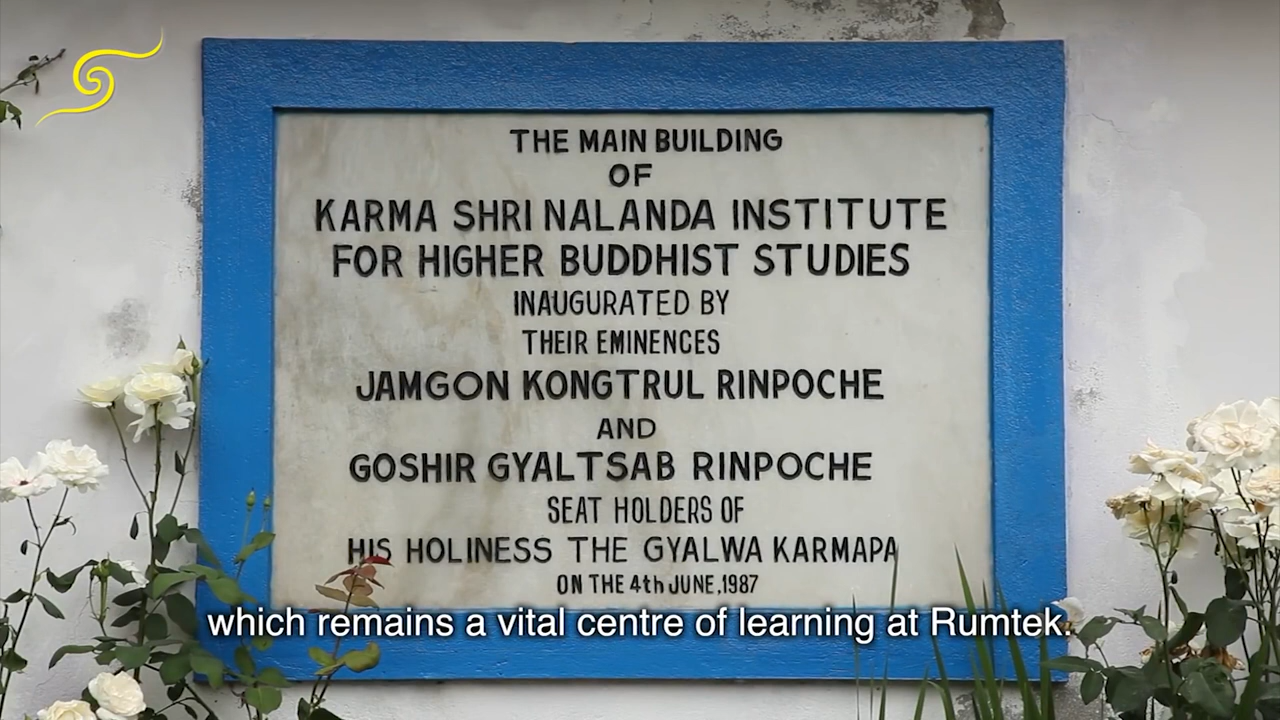 THE MAIN BUILDING
OF
KARMA SHRI NALANDA INSTITUTE
FOR HIGHER BUDDHIST STUDIES
INAUGURATED BY
THEIR EMINENCES
JAMGON KONGTRUL RINPOCHE
AND
GOSHIR GYALTSAB RINPOCHE
SEAT HOLDERS OF
HIS HOLINESS THE GYALWA KARMAPA
ON THE 4th JUNE,1987
which remains a vital centre of learning at Rumtek.